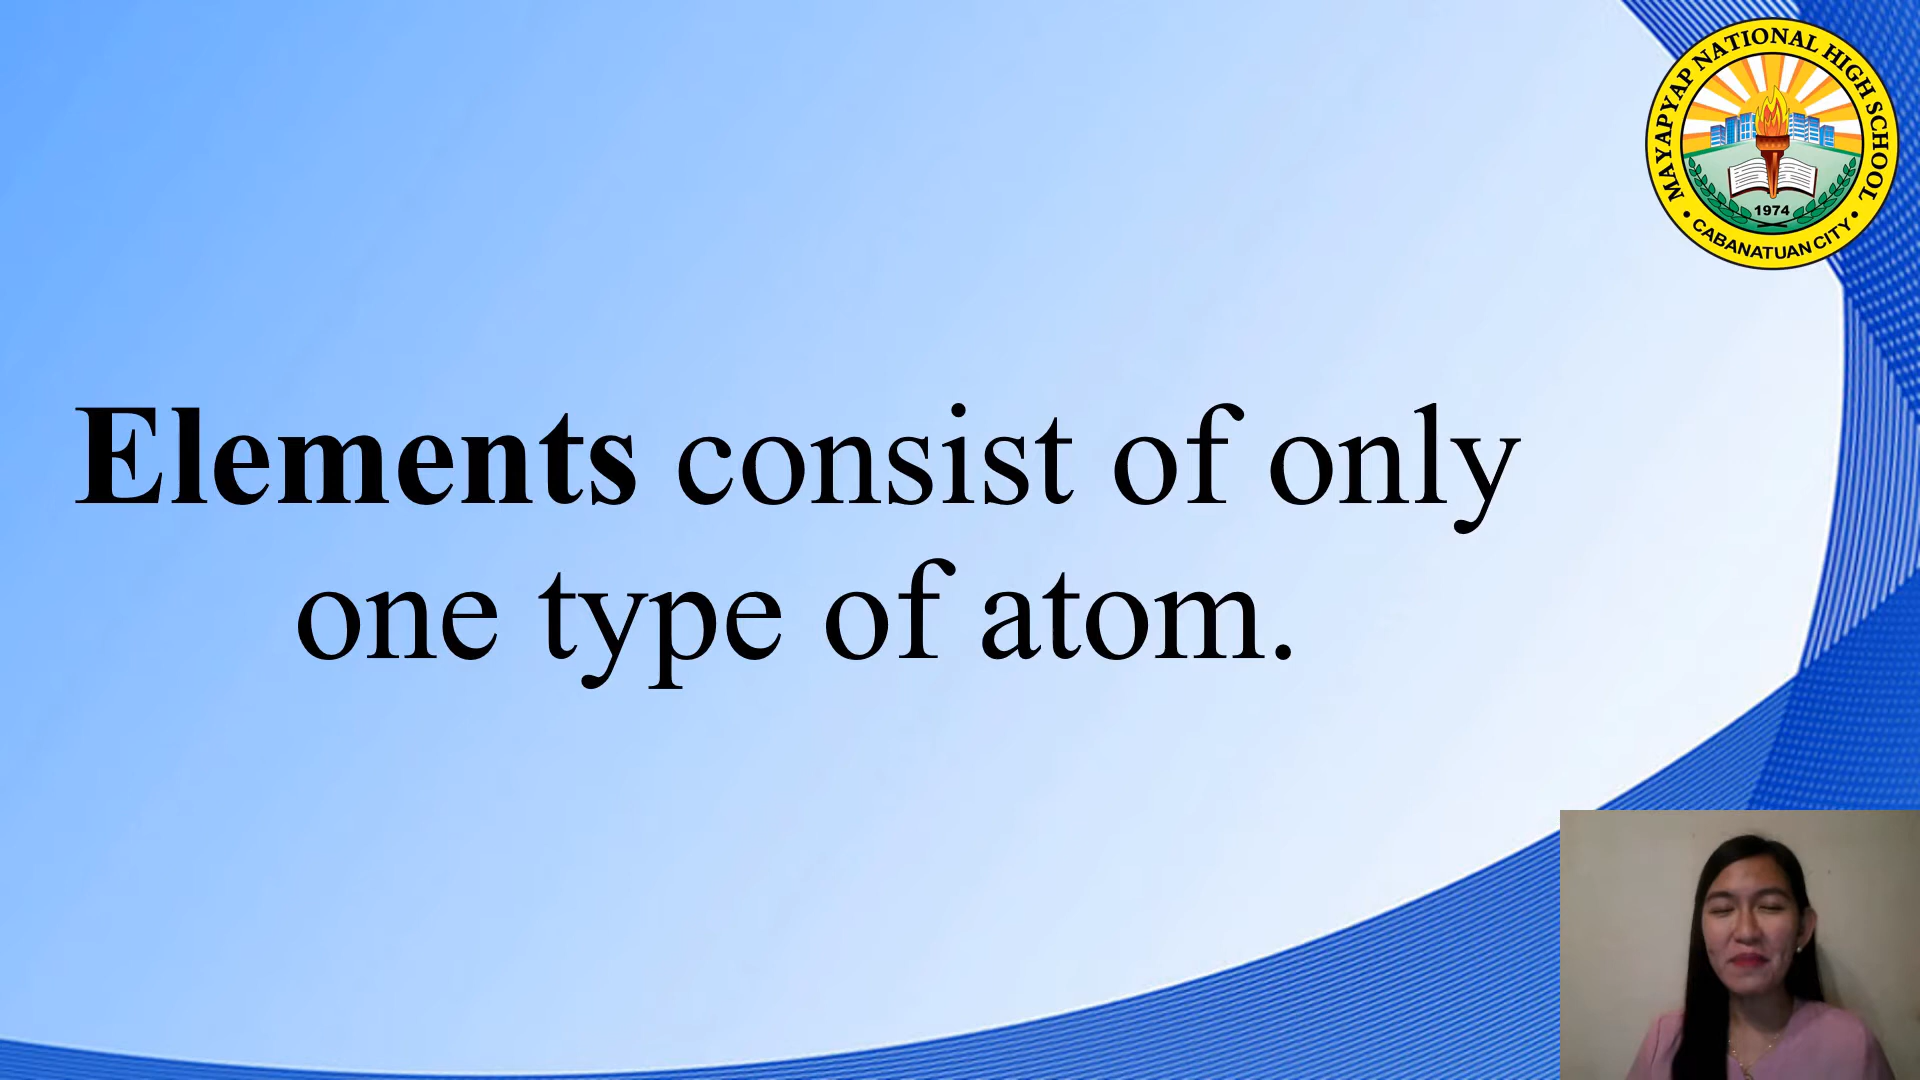 MAYAPYAP NATIONAL HIGH SCHOOL
1974
• CABANATUAN CITY •
Elements consist of only
one type of atom.